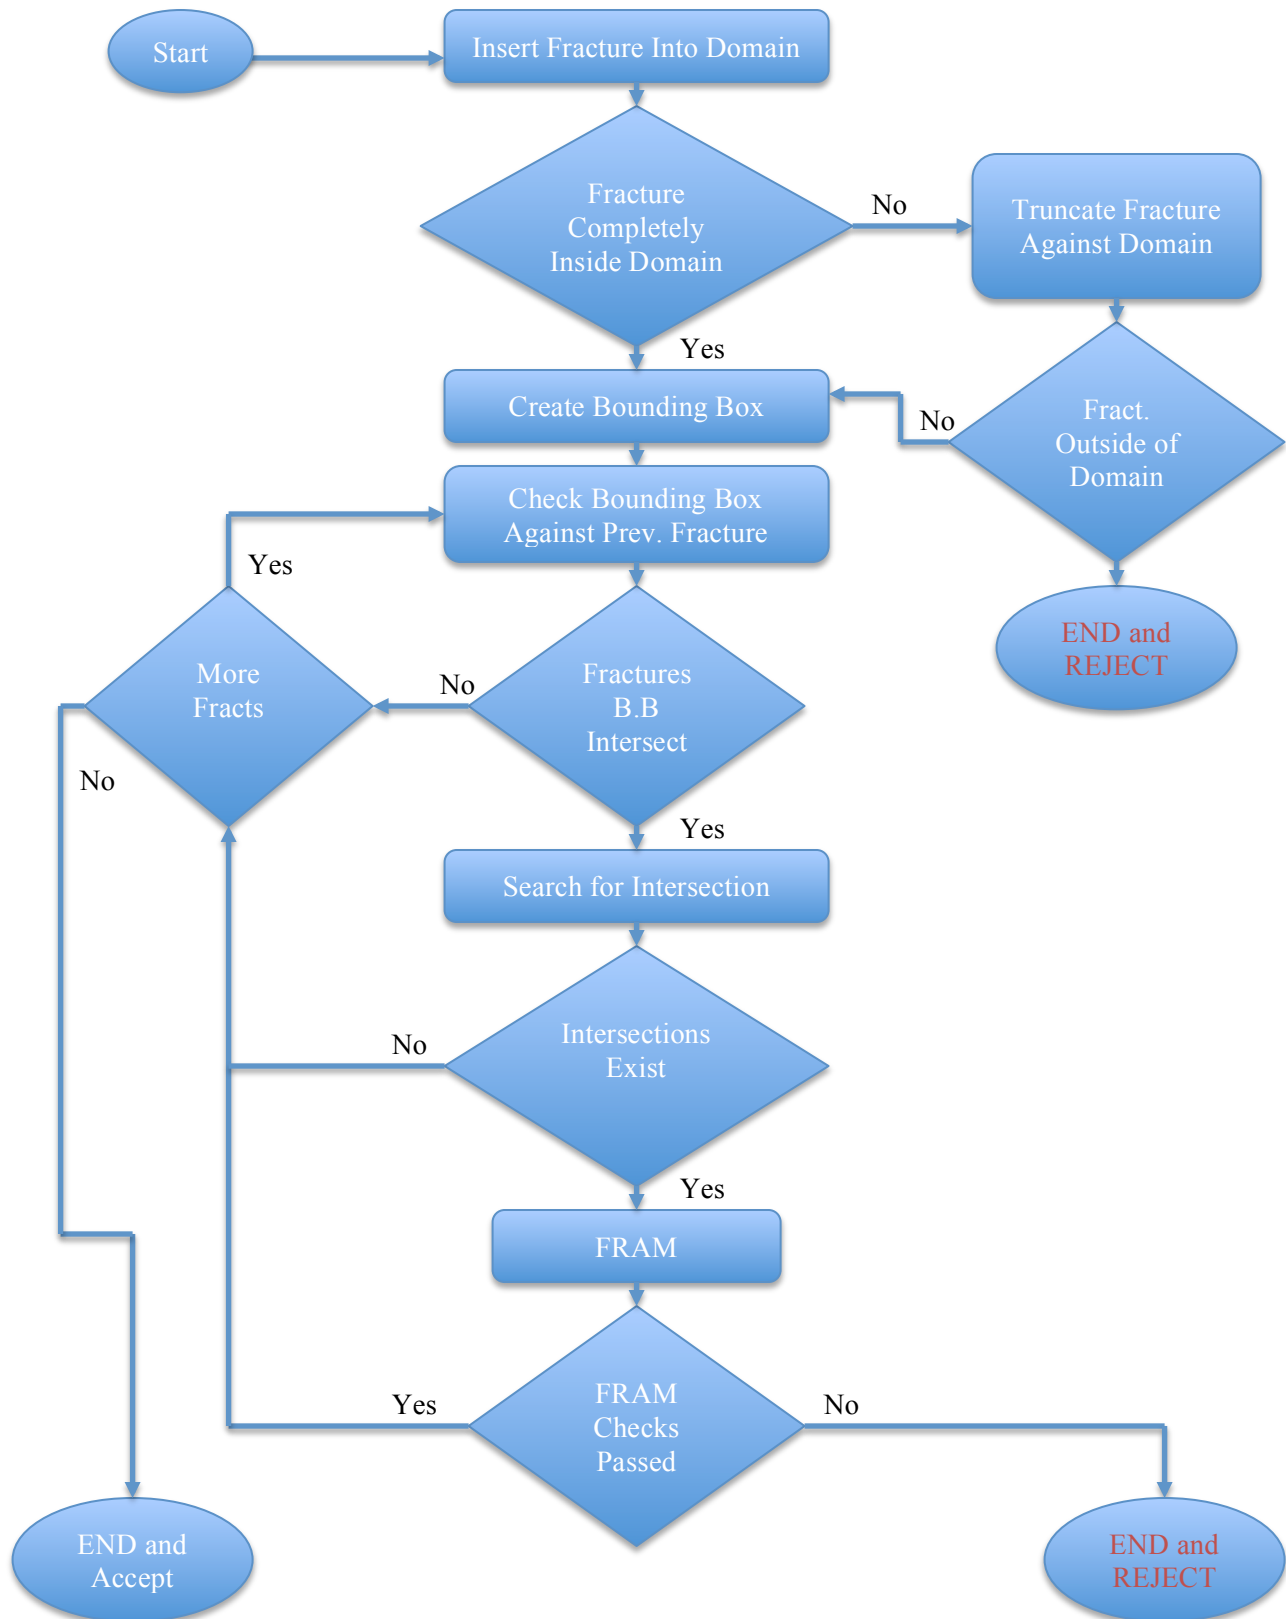 Start
Insert Fracture Into Domain
Fracture
Completely
Inside Domain
No
Truncate Fracture
Against Domain
Yes
Create Bounding Box
No
Fract.
Outside of
Domain
Check Bounding Box
Against Prev. Fracture
Yes
END and
REJECT
More
Fracts
No
Fractures
B.B
Intersect
No
Yes
Search for Intersection
No
Intersections
Exist
Yes
FRAM
Yes
FRAM
Checks
Passed
No
END and
Accept
END and
REJECT